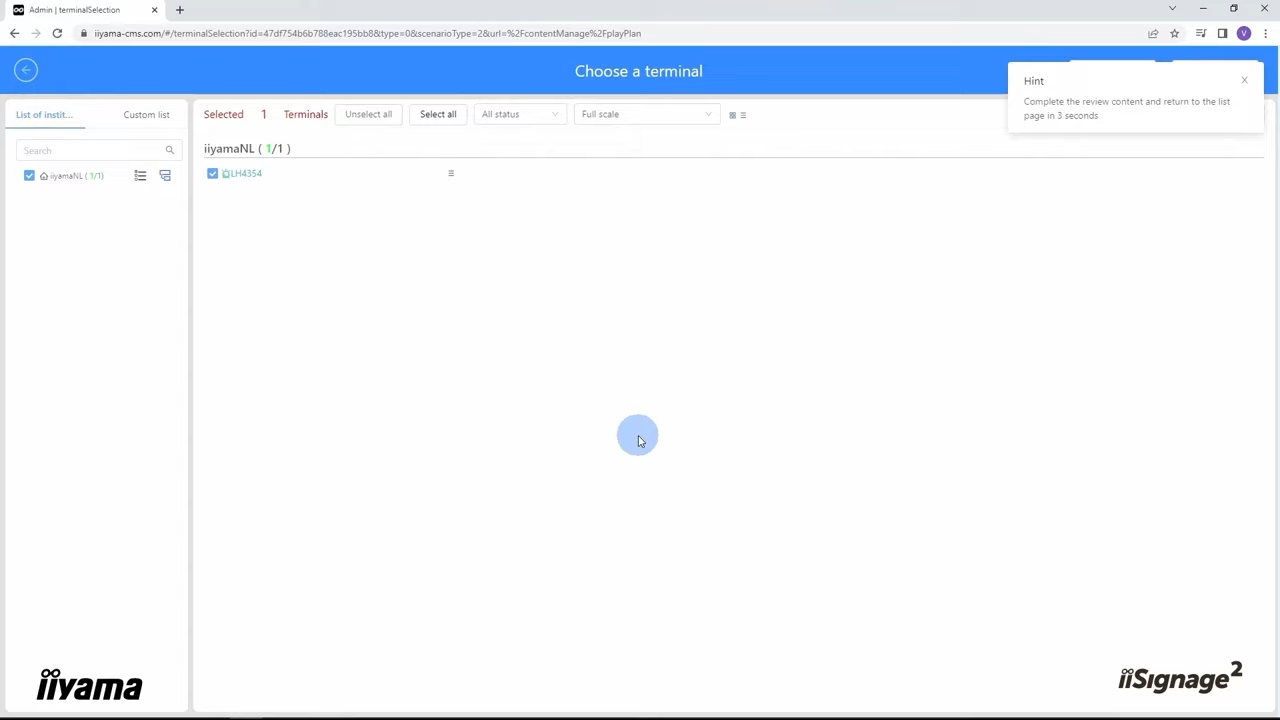 Admin | terminalSelection
iiyama-cms.com/#/terminalSelection?id=47df754b6b788eac195bb8&type=0&scenarioType=2&url=%2FcontentManage%2FplayPlan
V
Choose a terminal
Hint
Complete the review content and return to the list
page in 3 seconds
List of instit...
Custom list
Selected 1 Terminals
Unselect all
Select all
All status
Full scale
Search
iiyamaNL ( 1/1 )
iiyamaNL ( 1/1)
LH4354
iiyama
iiSignage2